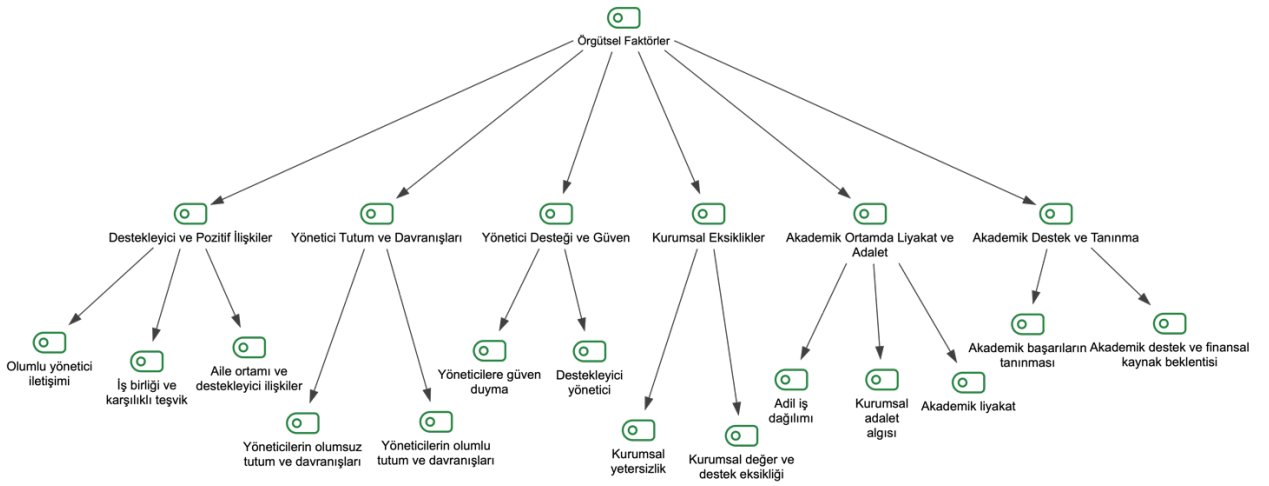 Örgütsel Faktörler
Destekleyici ve Pozitif İlişkiler
Yönetici Tutum ve Davranışları
Yönetici Desteği ve Güven
Kurumsal Eksiklikler
Akademik Ortamda Liyakat ve
Adalet
Akademik Destek ve Tanınma
Olumlu yönetici
iletişimi
İş birliği ve
karşılıklı teşvik
Aile ortamı ve
destekleyici ilişkiler
Yöneticilerin olumsuz
tutum ve davranışları
Yöneticilerin olumlu
tutum ve davranışları
Yöneticilere güven
duyma
Destekleyici
yönetici
Kurumsal
yetersizlik
Kurumsal değer ve
destek eksikliği
Adil iş
dağılımı
Kurumsal
adalet
algısı
Akademik liyakat
Akademik başarıların
tanınması
Akademik destek ve finansal
kaynak beklentisi